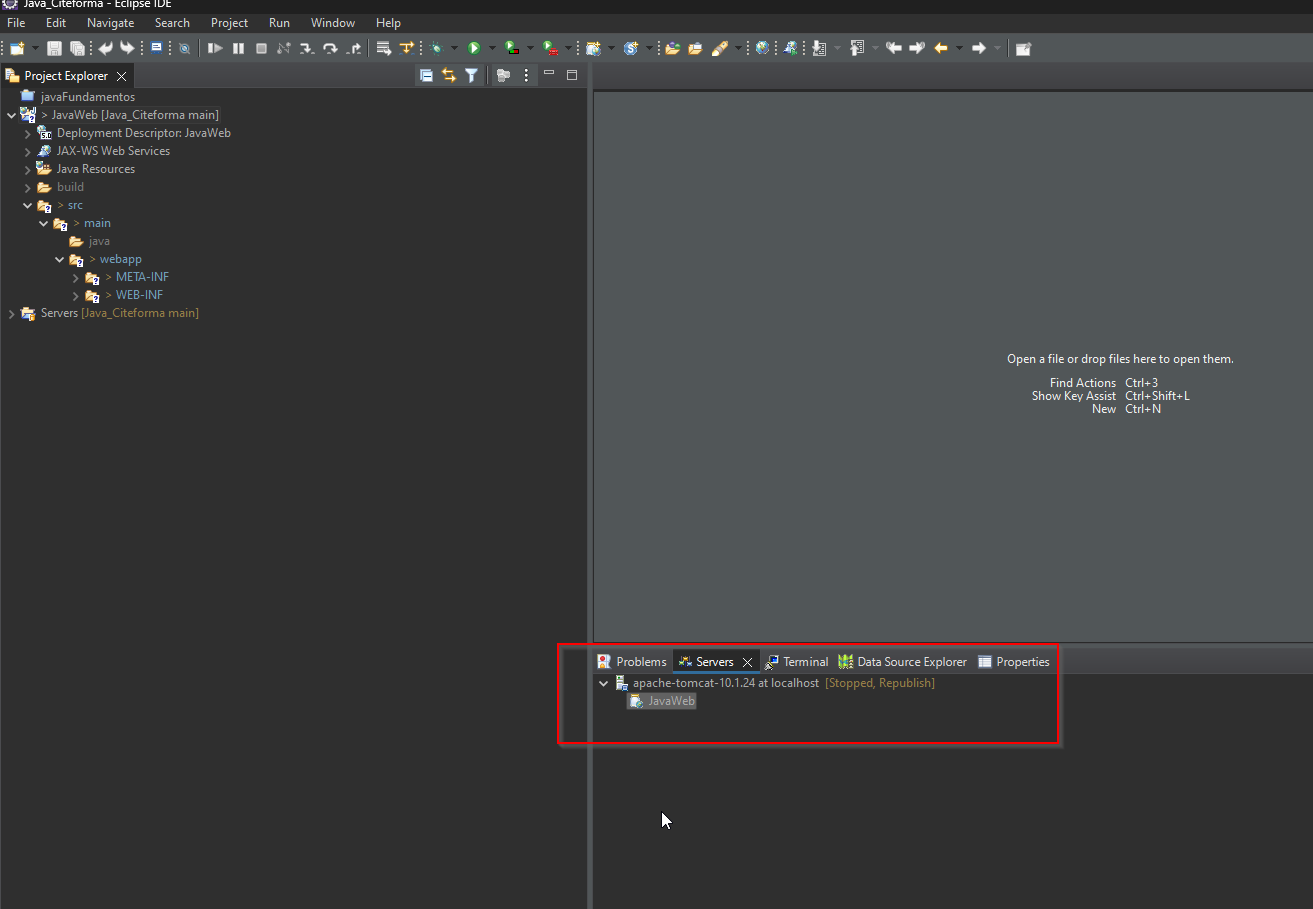 Java_Citeforma - Eclipse IDE
File Edit Navigate Search Project Run Window Help
Project Explorer
javaFundamentos
> JavaWeb [Java_Citeforma main]
5.0 Deployment Descriptor: JavaWeb
JAX-WS Web Services
Java Resources
build
> src
> main
java
> webapp
> META-INF
> WEB-INF
Servers [Java_Citeforma main]
Open a file or drop files here to open them.
Find Actions Ctrl+3
Show Key Assist Ctrl+Shift+L
New Ctrl+N
Problems Servers Terminal Data Source Explorer Properties
apache-tomcat-10.1.24 at localhost [Stopped, Republish]
JavaWeb